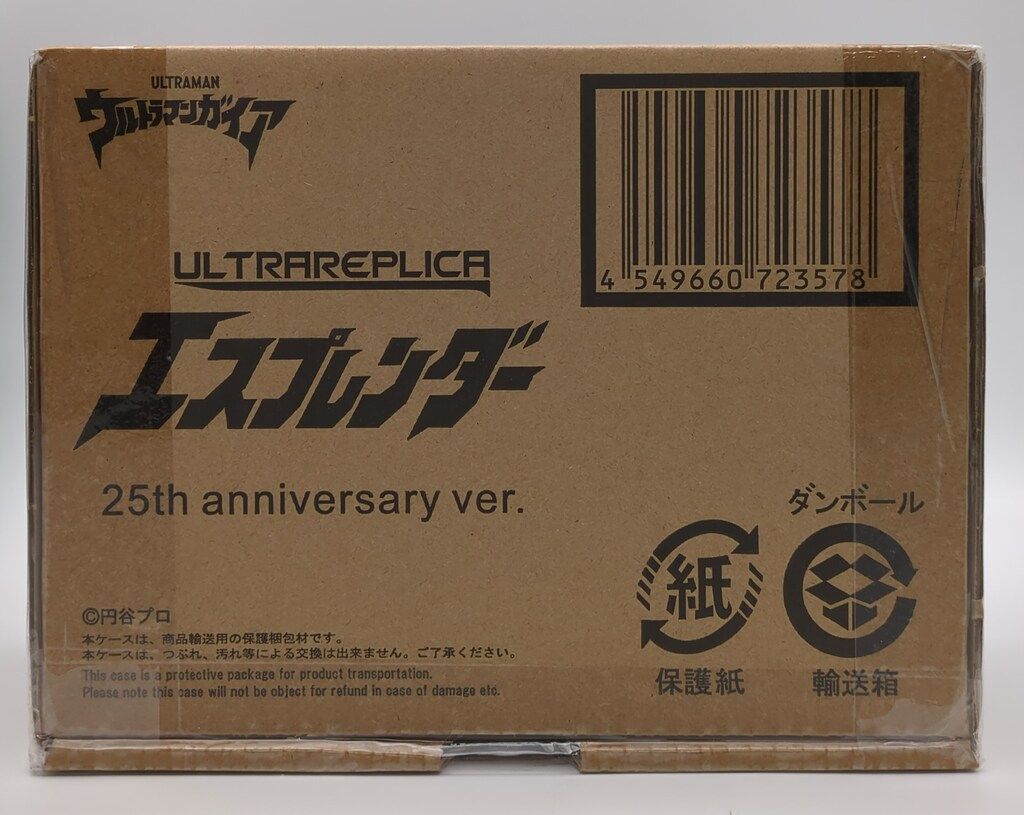 ULTRAMAN
ウルトラマンガイア
ULTRAREPLICA
エスプレンダー
25th anniversary ver.
4 549660 723578
ダンボール
紙
保護紙
輸送箱
©円谷プロ
本ケースは、商品輸送用の保護梱包材です。
本ケースは、つぶれ、汚れ等による交換は出来ません。ご了承ください。
This case is a protective package for product transportation.
Please note this case will not be object for refund in case of damage etc.